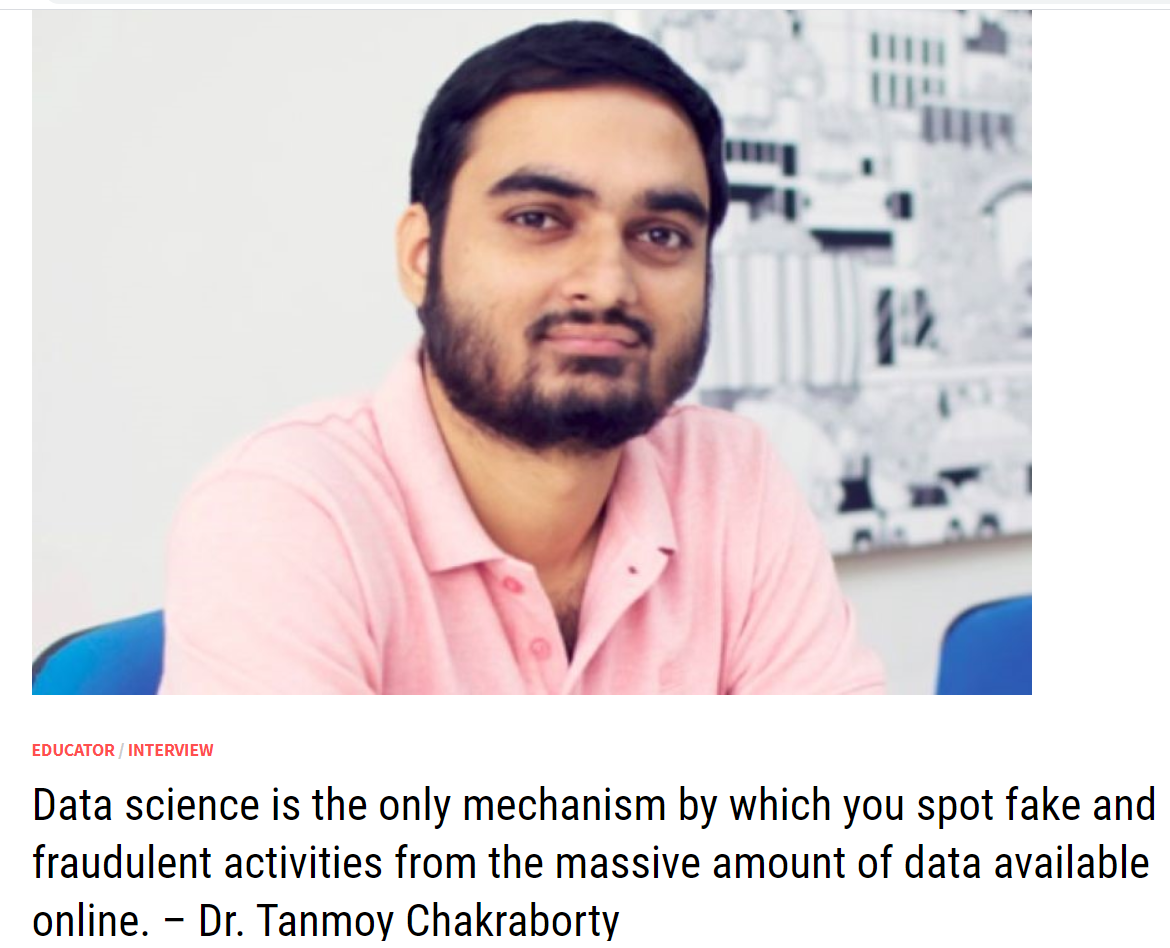 EDUCATOR / INTERVIEW
Data science is the only mechanism by which you spot fake and
fraudulent activities from the massive amount of data available
online. – Dr. Tanmoy Chakraborty